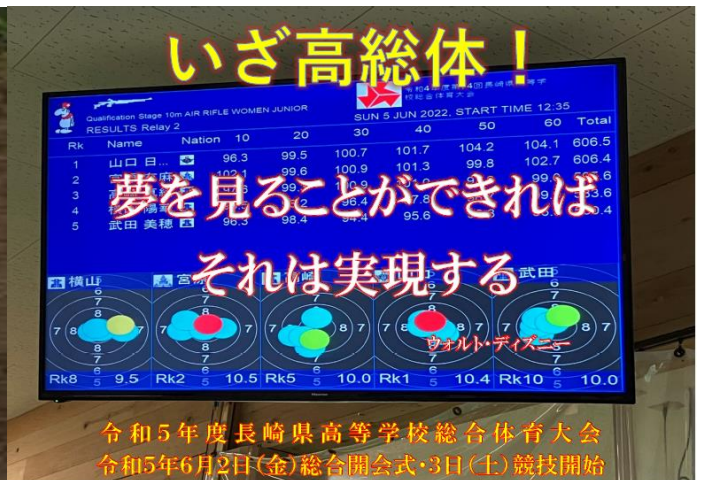 いざ高総体！
Qualification Stage 10m AIR RIFLE WOMEN JUNIOR
RESULTS Relay 2
SUN 5 JUN 2022, START TIME 12:35
Rk Name Nation 10 20 30 40 50 60 Total
1 山口 日... 96.3 99.5 100.7 101.7 104.2 104.1 606.5
2 99.6 100.9 101.3 99.8 102.7 606.4
3
4
5 武田 美穂 96.3 98.4 94.4 95.6
夢を見ることができれば
それは実現する
ウォルト・ディズニー
横山 武田
Rk8 9.5 Rk2 10.5 Rk5 10.0 Rk1 10.4 Rk10 10.0
令和5年度長崎県高等学校総合体育大会
令和5年6月2日(金)総合開会式・3日(土)競技開始